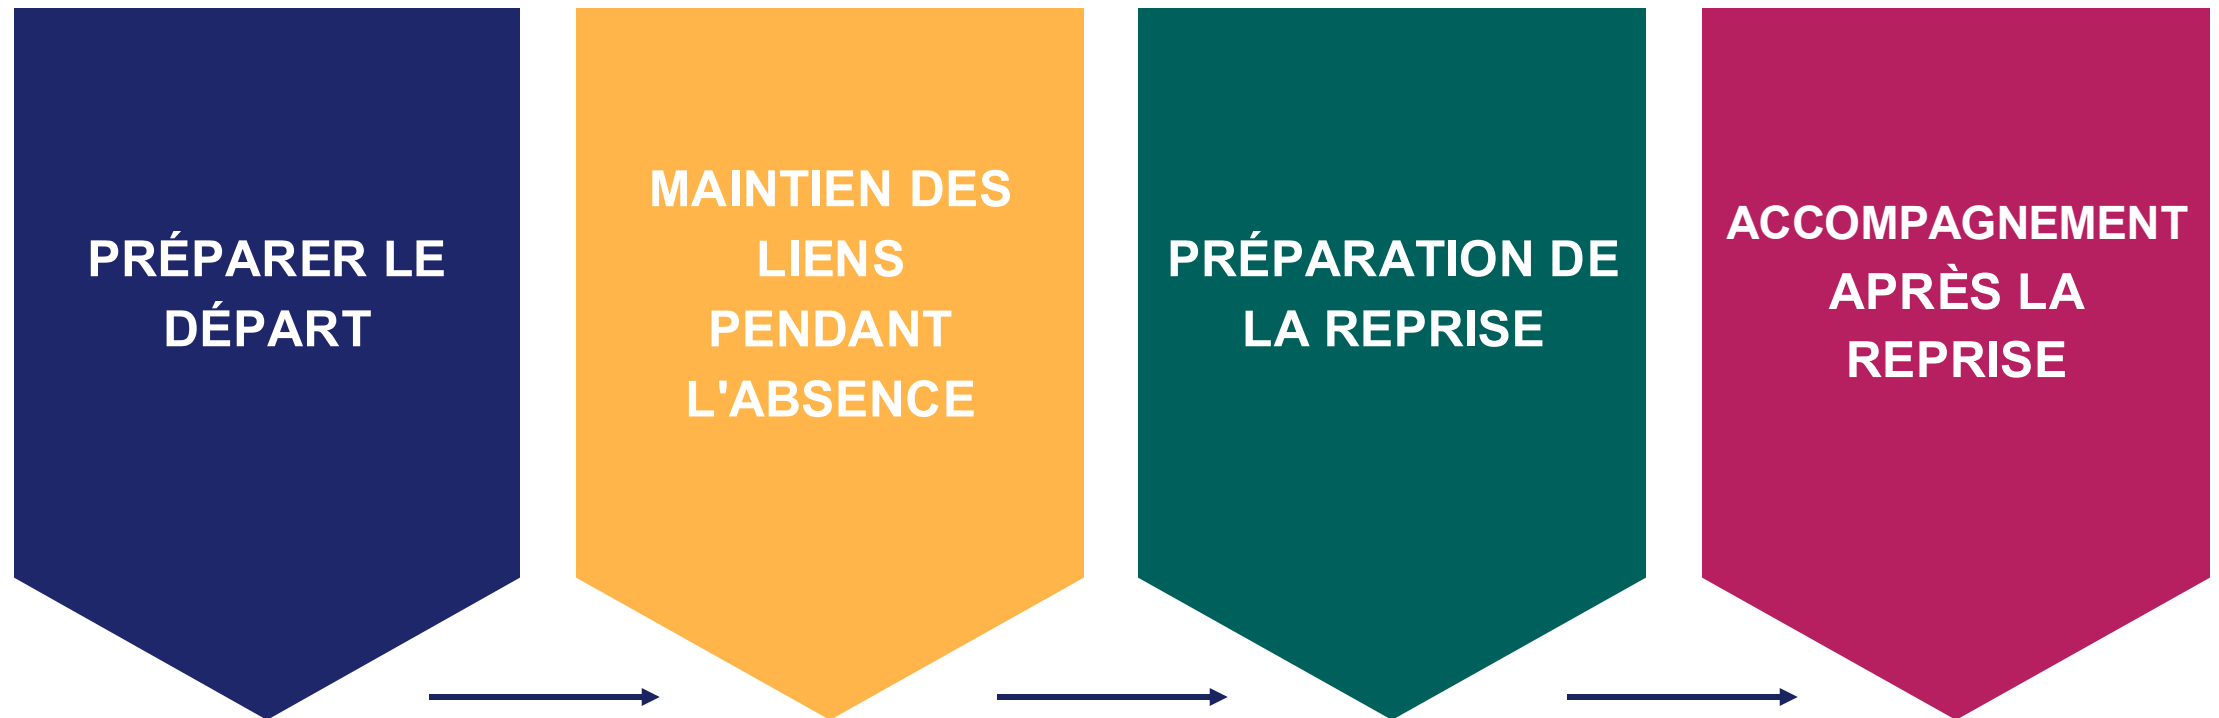 PRÉPARER LE
DÉPART
MAINTIEN DES
LIENS
PENDANT
L'ABSENCE
PRÉPARATION DE
LA REPRISE
ACCOMPAGNEMENT
APRÈS LA
REPRISE